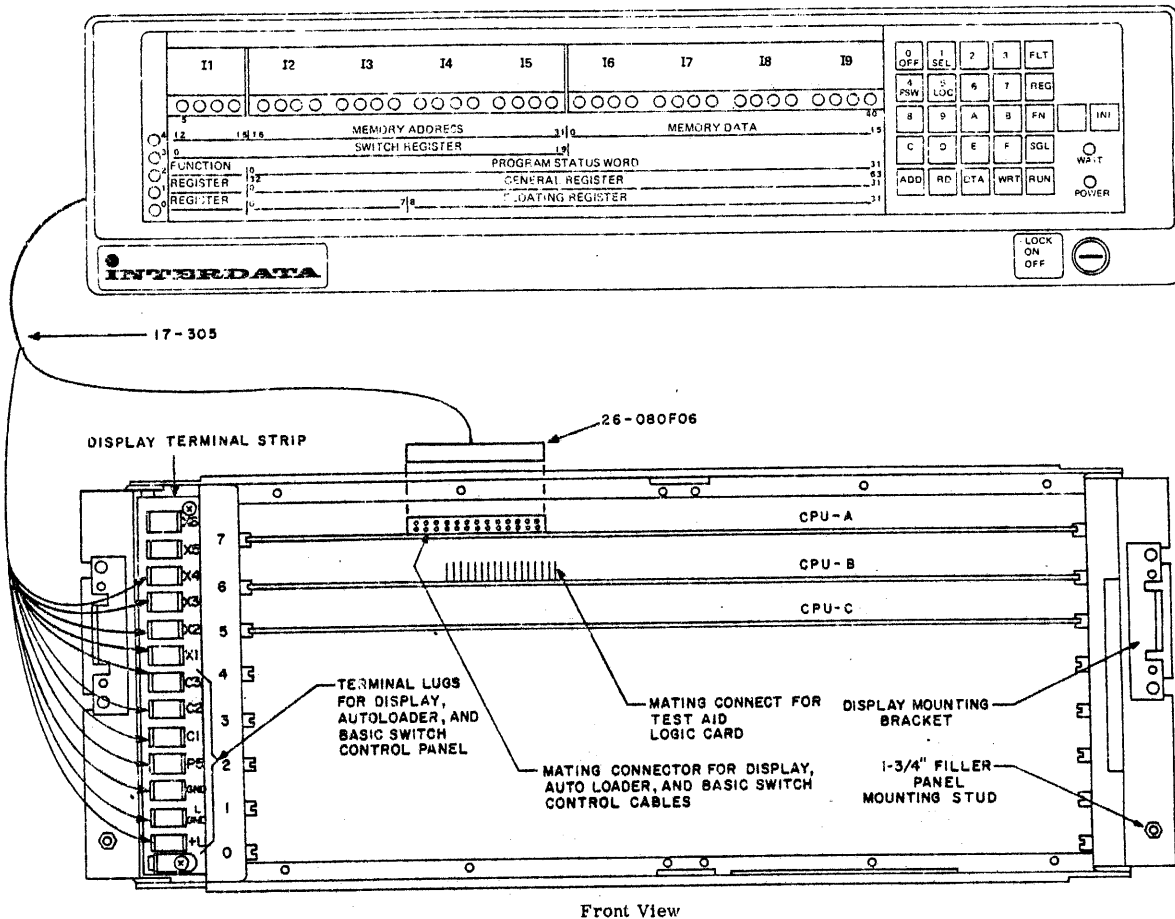 I1 I2 I3 I4 I5 I6 I7 I8 I9
5 40
4 12 15 16 MEMORY ADDRESS 31 0 MEMORY DATA 15
3 0 SWITCH REGISTER 19
2 FUNCTION 0 PROGRAM STATUS WORD 31
1 REGISTER 32 0 GENERAL REGISTER 63 31
0 REGISTER 0 7 8 FLOATING REGISTER 31
0 OFF 1 SEL 2 3 FLT
4 PSW 5 LOC 6 7 REG
8 9 A B FN INI
C D E F SGL
ADD RD DTA WRT RUN
WAIT
POWER
INTERDATA
LOCK
ON
OFF
17-305
26-080F06
DISPLAY TERMINAL STRIP
X6
X5
X4
X3
X2
X1
C3
C2
C1
P5
GND
L
GND
+L
7
6
5
4
3
2
1
0
CPU-A
CPU-B
CPU-C
TERMINAL LUGS
FOR DISPLAY,
AUTOLOADER, AND
BASIC SWITCH
CONTROL PANEL
MATING CONNECT FOR
TEST AID
LOGIC CARD
DISPLAY MOUNTING
BRACKET
MATING CONNECTOR FOR DISPLAY,
AUTO LOADER, AND BASIC SWITCH
CONTROL CABLES
1-3/4" FILLER
PANEL
MOUNTING STUD
Front View